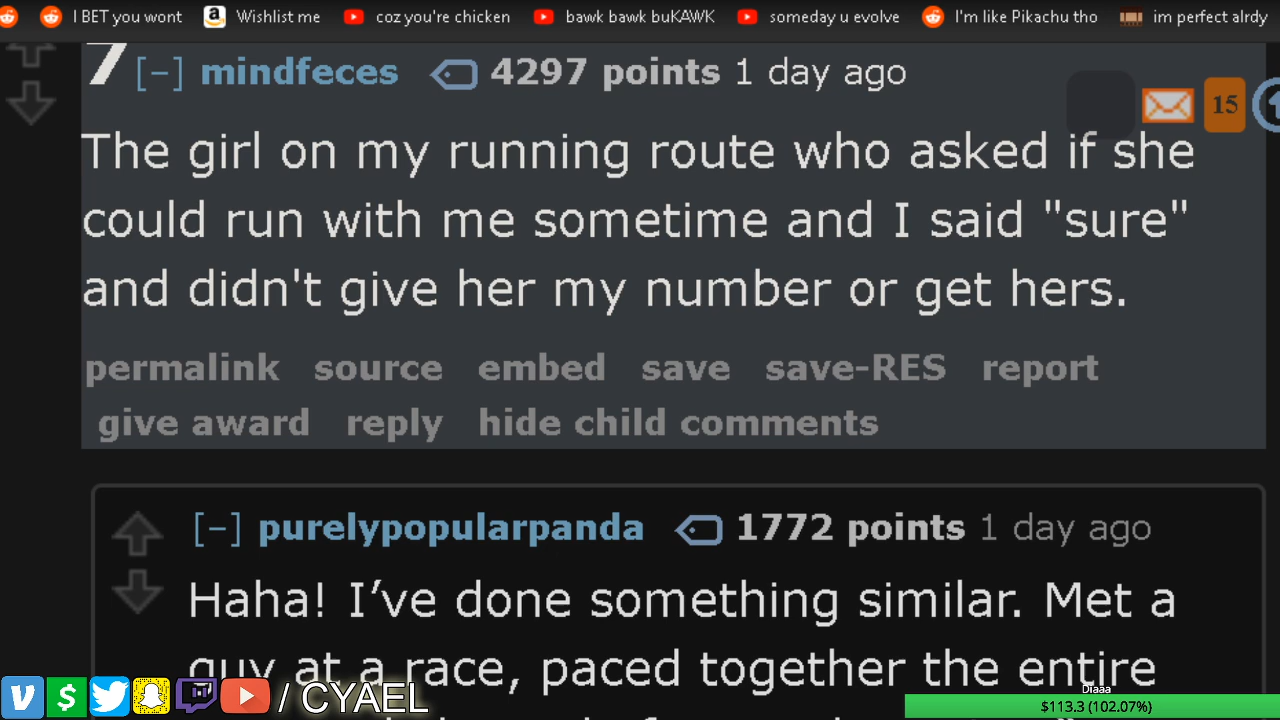 I BET you wont Wishlist me coz you're chicken bawk bawk buKAWK someday u evolve I'm like Pikachu tho im perfect alrdy
7 [–] mindfeces 4297 points 1 day ago
15
The girl on my running route who asked if she
could run with me sometime and I said "sure"
and didn't give her my number or get hers.
permalink source embed save save-RES report
give award reply hide child comments
[–] purelypopularpanda 1772 points 1 day ago
Haha! I’ve done something similar. Met a
guy at a race, paced together the entire
/ CYAEL
Diaaa
$113.3 (102.07%)